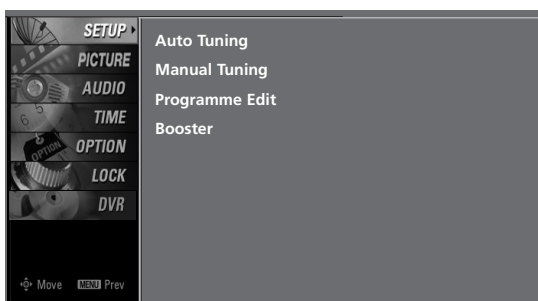 SETUP
PICTURE
AUDIO
TIME
OPTION
LOCK
DVR
Move MENU Prev
Auto Tuning
Manual Tuning
Programme Edit
Booster